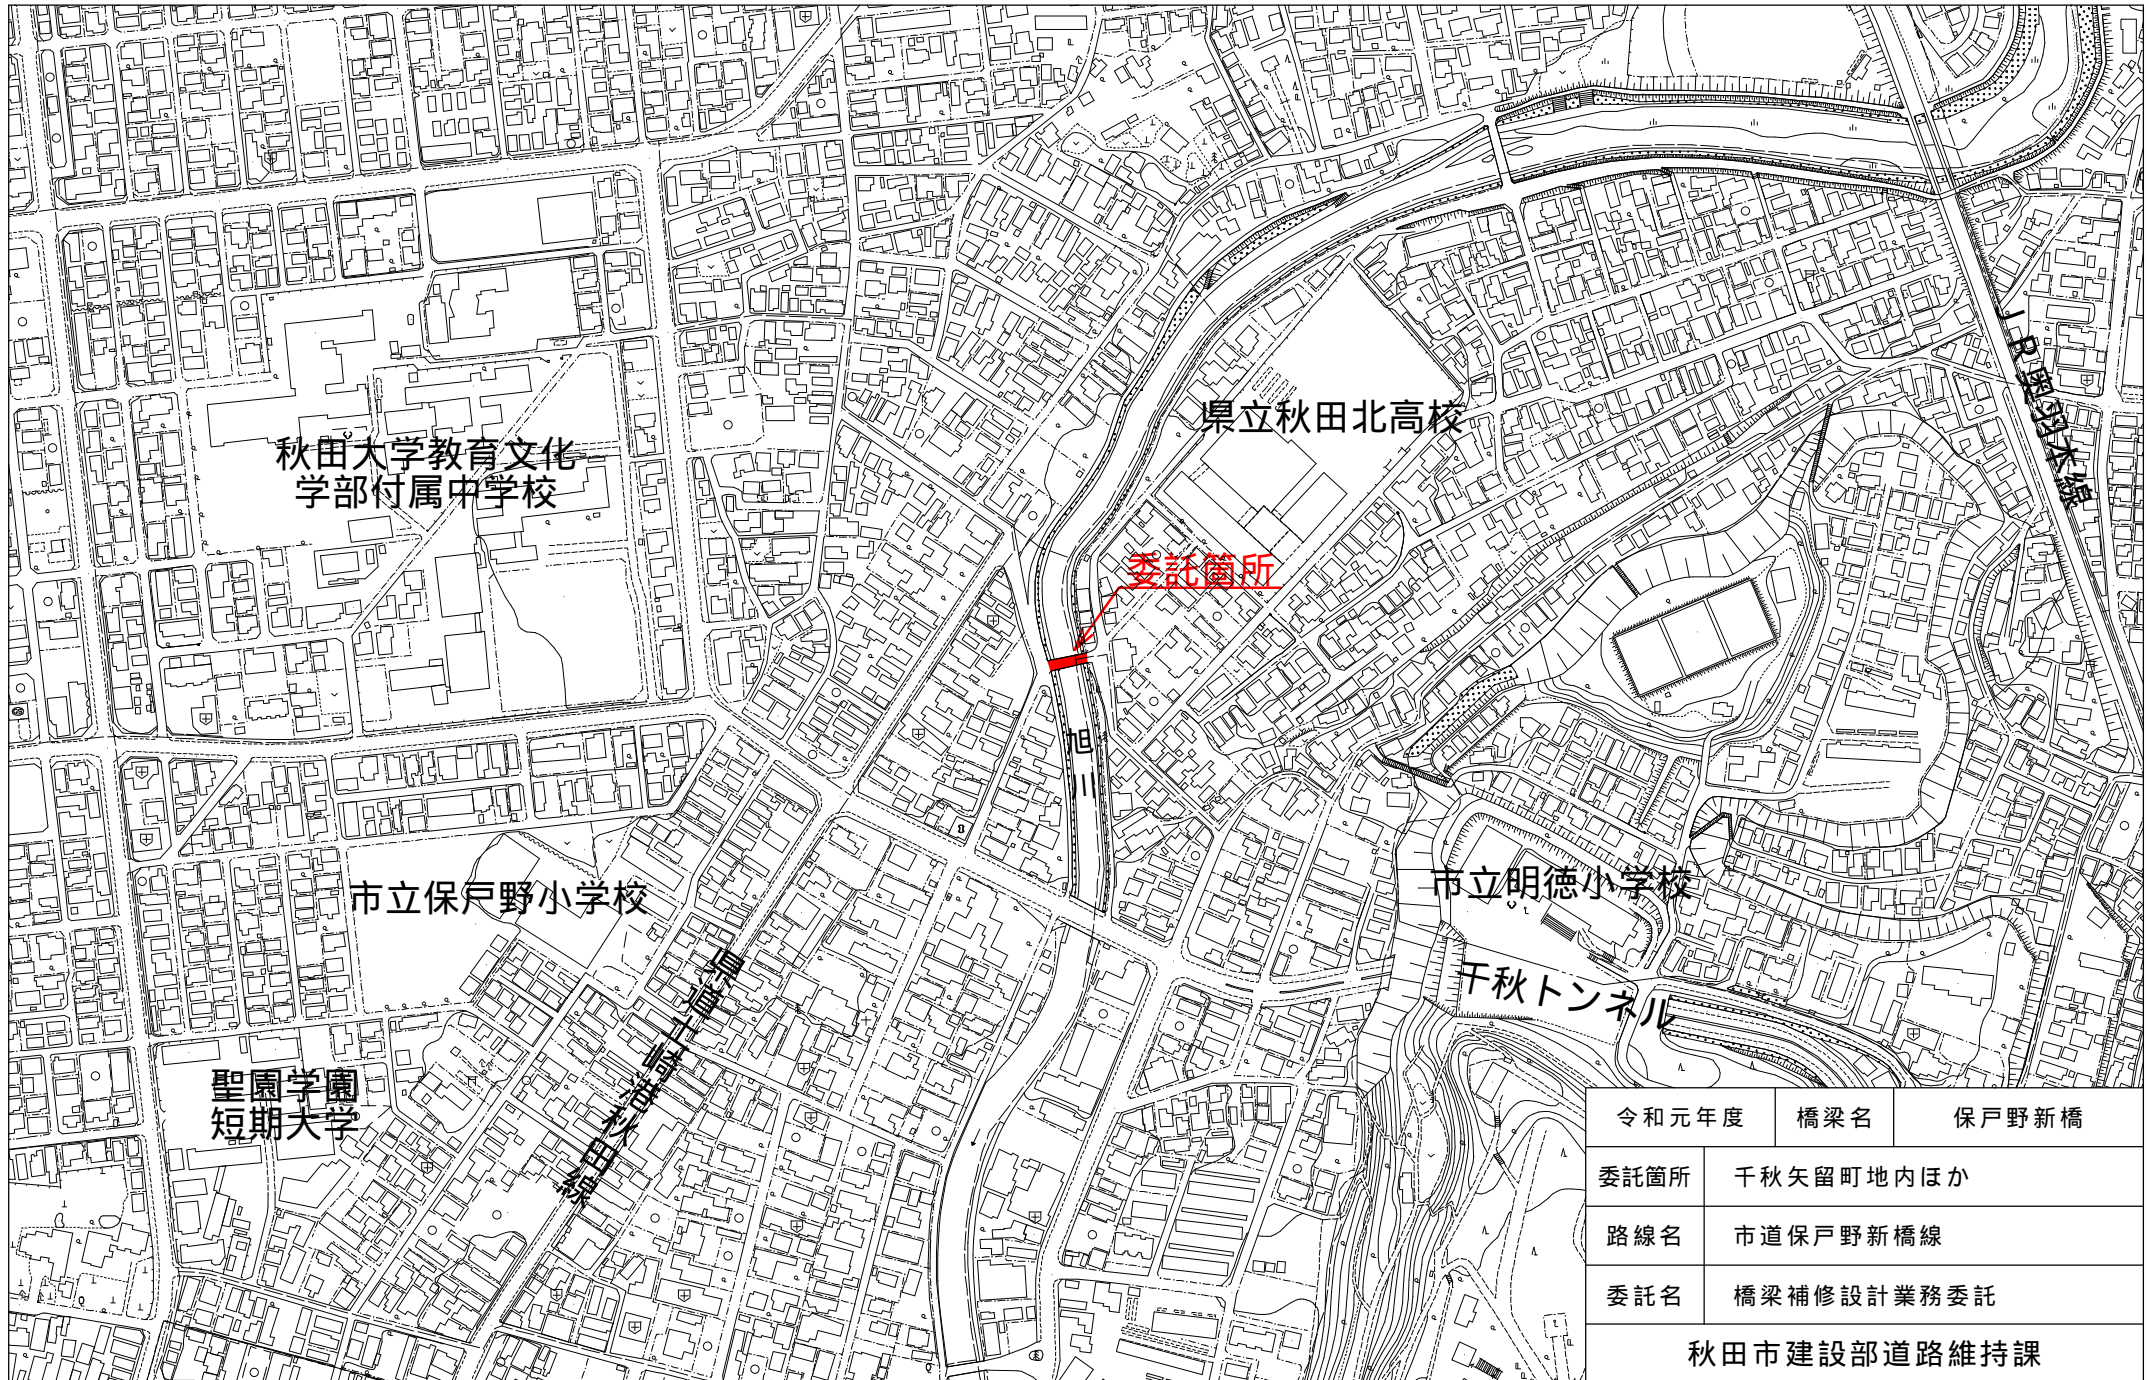 JR奥羽本線
県立秋田北高校
秋田大学教育文化
学部付属中学校
委託箇所
旭川
市立保戸野小学校
市立明徳小学校
県道土崎港秋田線
千秋トンネル
聖園学園
短期大学
令和元年度 橋梁名 保戸野新橋
委託箇所 千秋矢留町地内ほか
路線名 市道保戸野新橋線
委託名 橋梁補修設計業務委託
秋田市建設部道路維持課